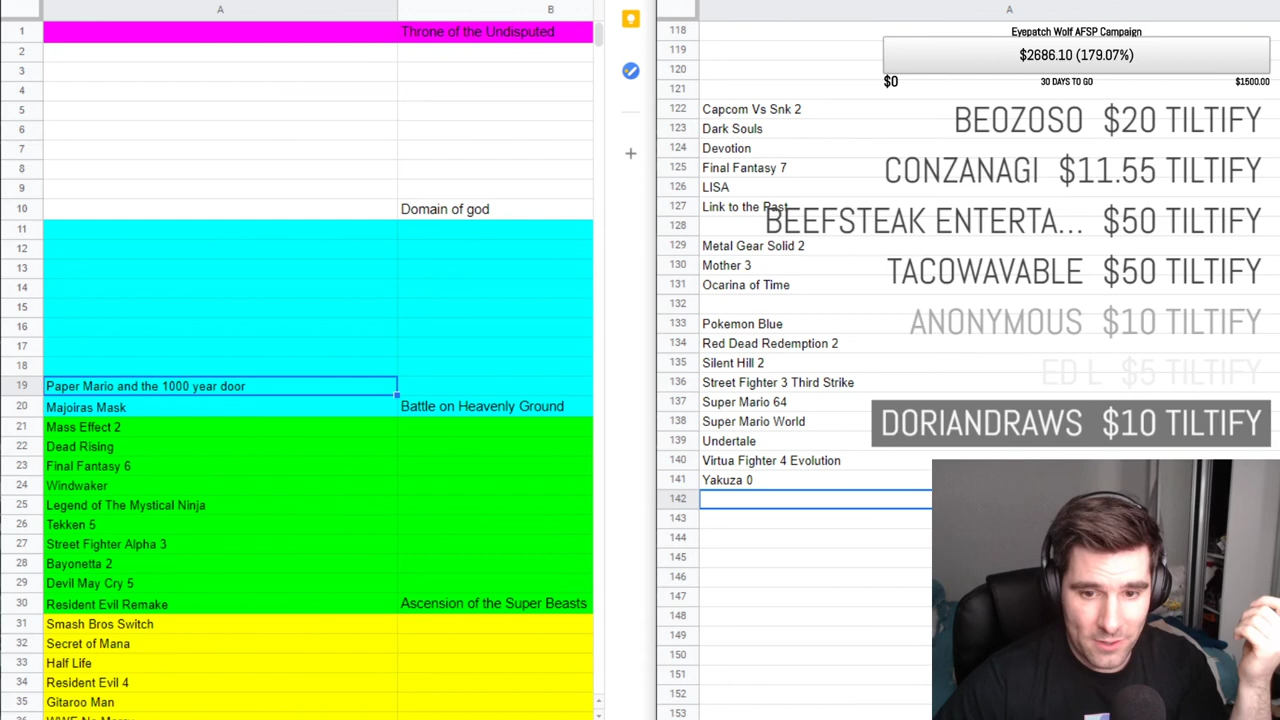 A
B
1 Throne of the Undisputed
2
3
4
5
6
7
8
9
10 Domain of god
11
12
13
14
15
16
17
18
19 Paper Mario and the 1000 year door
20 Majoiras Mask Battle on Heavenly Ground
21 Mass Effect 2
22 Dead Rising
23 Final Fantasy 6
24 Windwaker
25 Legend of The Mystical Ninja
26 Tekken 5
27 Street Fighter Alpha 3
28 Bayonetta 2
29 Devil May Cry 5
30 Resident Evil Remake Ascension of the Super Beasts
31 Smash Bros Switch
32 Secret of Mana
33 Half Life
34 Resident Evil 4
35 Gitaroo Man
A
118
119
120
121
122 Capcom Vs Snk 2
123 Dark Souls
124 Devotion
125 Final Fantasy 7
126 LISA
127 Link to the Past
128
129 Metal Gear Solid 2
130 Mother 3
131 Ocarina of Time
132
133 Pokemon Blue
134 Red Dead Redemption 2
135 Silent Hill 2
136 Street Fighter 3 Third Strike
137 Super Mario 64
138 Super Mario World
139 Undertale
140 Virtua Fighter 4 Evolution
141 Yakuza 0
142
143
144
145
146
147
148
149
150
151
152
153
Eyepatch Wolf AFSP Campaign
$2686.10 (179.07%)
$0 30 DAYS TO GO $1500.00
BEOZOSO $20 TILTIFY
CONZANAGI $11.55 TILTIFY
BEEFSTEAK ENTERTA... $50 TILTIFY
TACOWAVABLE $50 TILTIFY
ANONYMOUS $10 TILTIFY
ED L $5 TILTIFY
DORIANDRAWS $10 TILTIFY